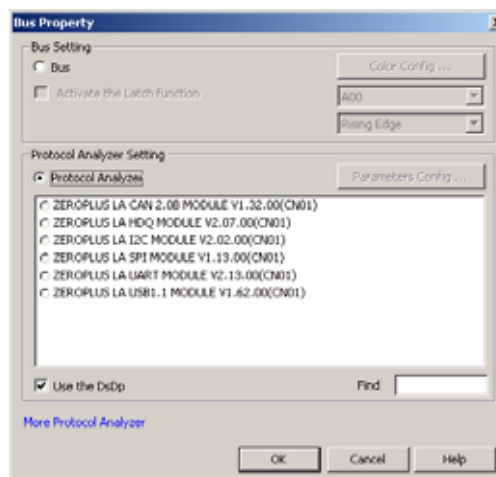 Bus Property
Bus Setting
Bus
Color Config ...
Activate the Latch function
A00
Rising Edge
Protocol Analyzer Setting
Protocol Analyzer
Parameters Config ...
ZEROPLUS LA CAN 2.0B MODULE V1.32.00(CN01)
ZEROPLUS LA HDQ MODULE V2.07.00(CN01)
ZEROPLUS LA I2C MODULE V2.02.00(CN01)
ZEROPLUS LA SPI MODULE V1.13.00(CN01)
ZEROPLUS LA UART MODULE V2.13.00(CN01)
ZEROPLUS LA USB1.1 MODULE V1.62.00(CN01)
Use the DsDp
Find
More Protocol Analyzer
OK Cancel Help